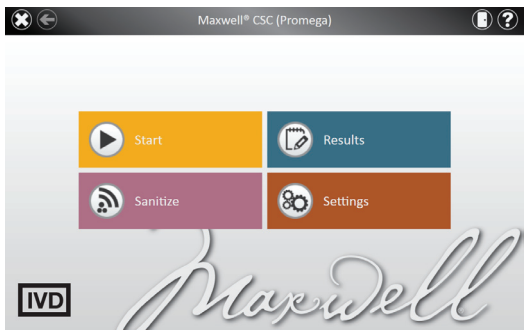 Maxwell® CSC (Promega)
?
Start
Results
Sanitize
Settings
IVD
Maxwell